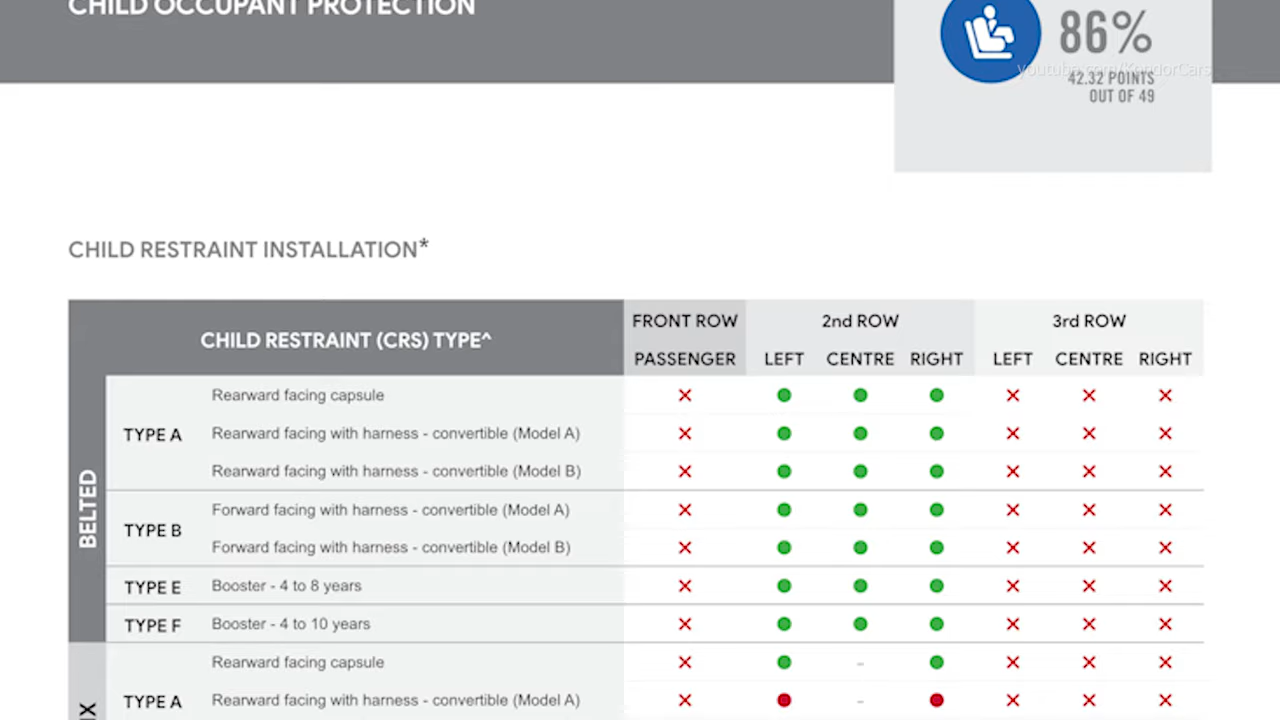 CHILD OCCUPANT PROTECTION
86%
youtube.com/KondorCars
42.32 POINTS
OUT OF 49
CHILD RESTRAINT INSTALLATION*
CHILD RESTRAINT (CRS) TYPE^
FRONT ROW 2nd ROW 3rd ROW
PASSENGER LEFT CENTRE RIGHT LEFT CENTRE RIGHT
BELTED
TYPE A
Rearward facing capsule
Rearward facing with harness - convertible (Model A)
Rearward facing with harness - convertible (Model B)
TYPE B
Forward facing with harness - convertible (Model A)
Forward facing with harness - convertible (Model B)
TYPE E Booster - 4 to 8 years
TYPE F Booster - 4 to 10 years
TYPE A
Rearward facing capsule
Rearward facing with harness - convertible (Model A)